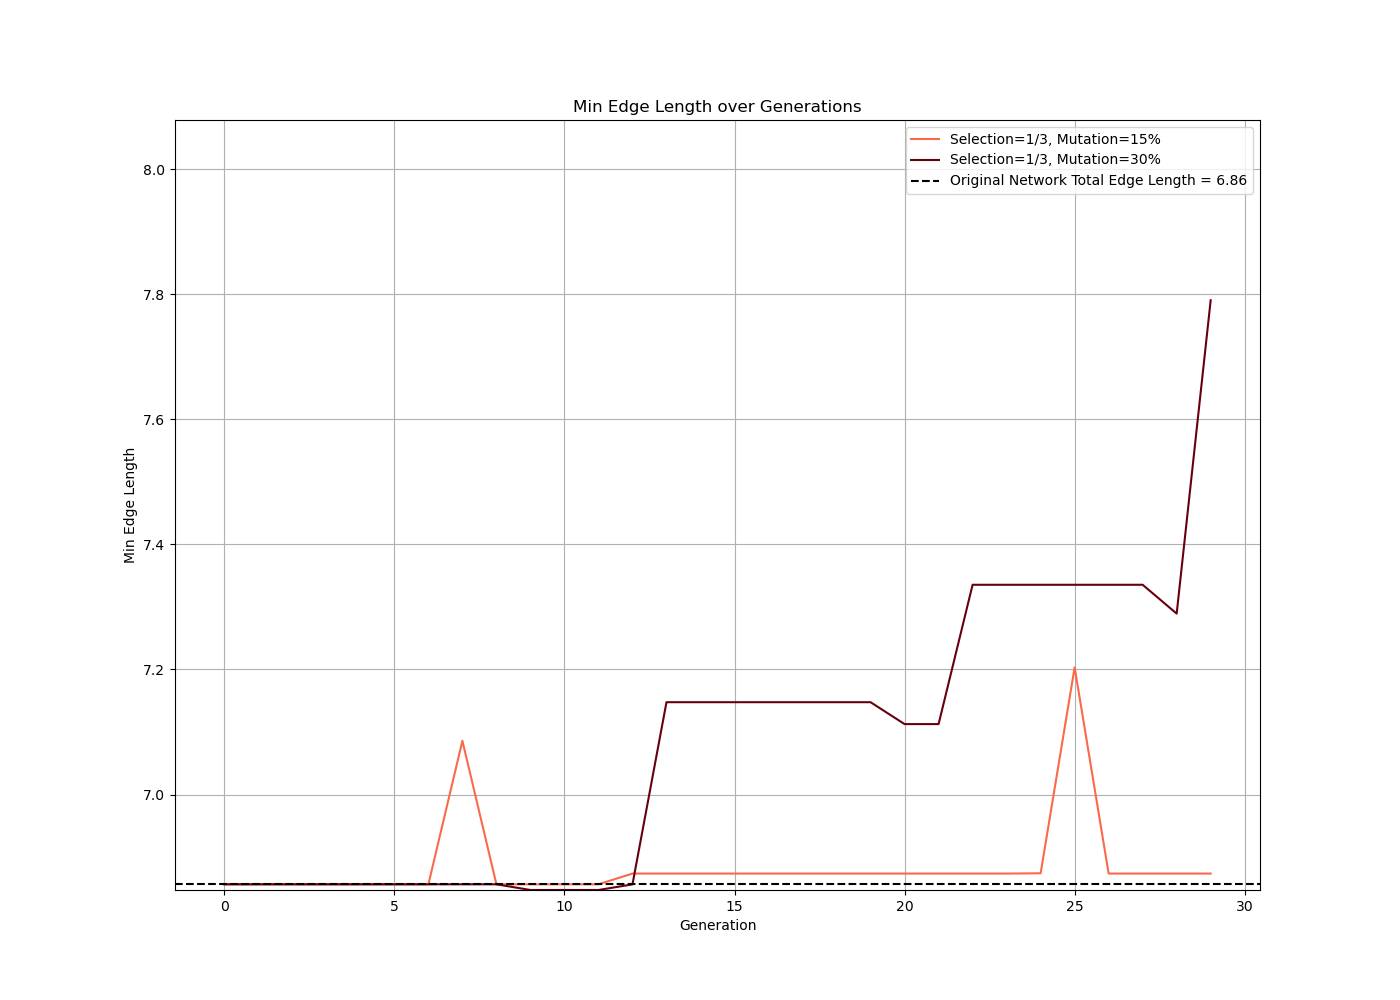 Min Edge Length over Generations
Selection=1/3, Mutation=15%
Selection=1/3, Mutation=30%
Original Network Total Edge Length = 6.86
8.0
7.8
7.6
7.4
7.2
7.0
Min Edge Length
0 5 10 15 20 25 30
Generation